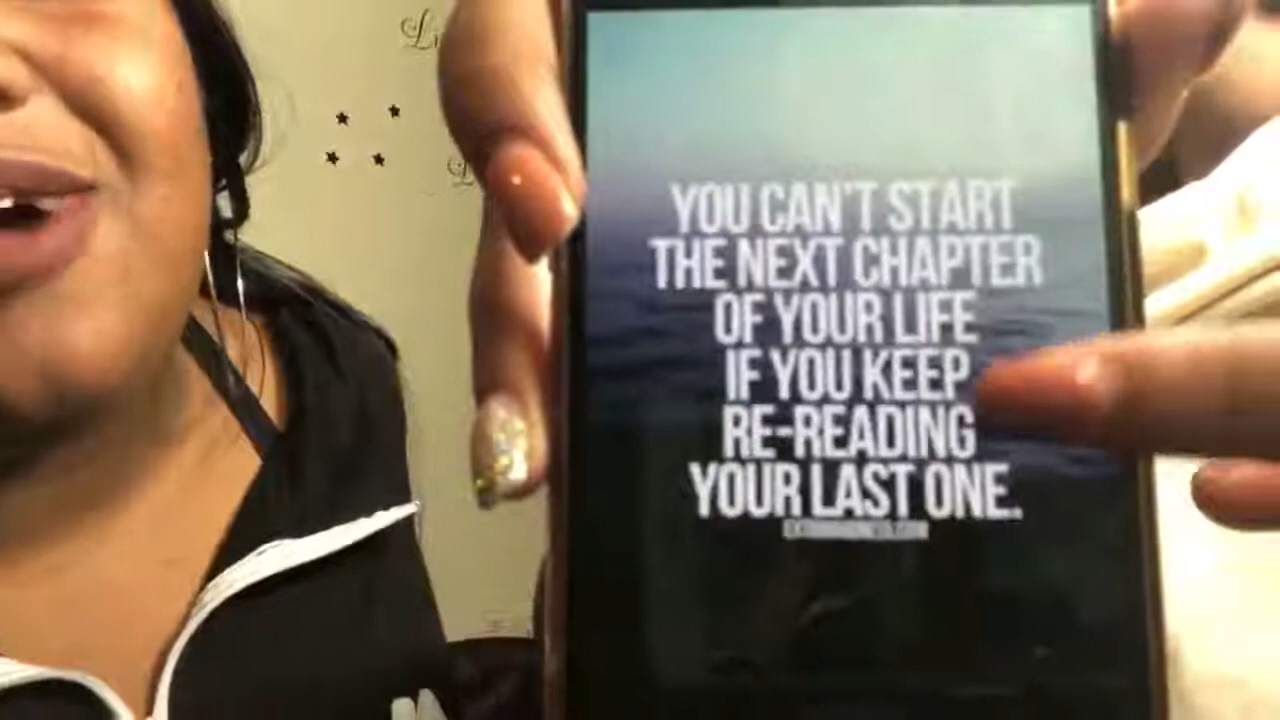 YOU CAN'T START
THE NEXT CHAPTER
OF YOUR LIFE
IF YOU KEEP
RE-READING
YOUR LAST ONE.